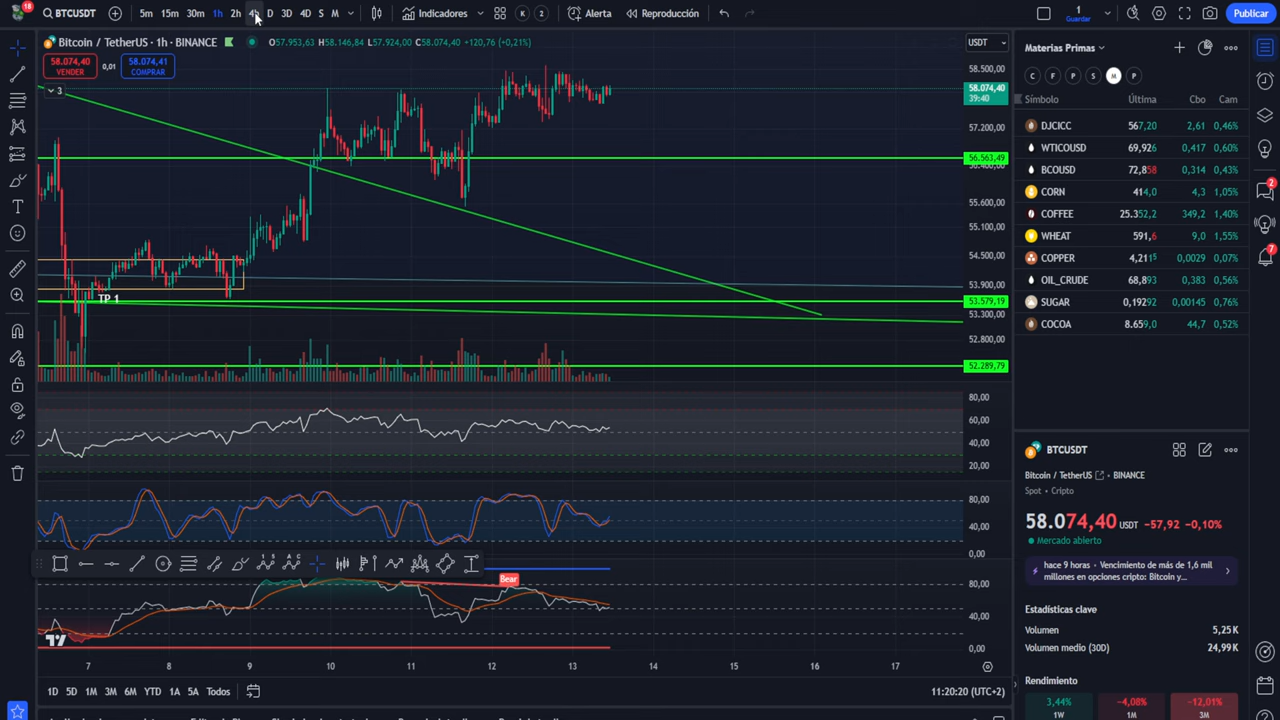 18 BTCUSDT 5m 15m 30m 1h 2h 4h D 3D 4D S M Indicadores K 2 Alerta Reproducción 1 Guardar Publicar
Bitcoin / TetherUS · 1h · BINANCE O57.953,63 H58.146,84 L57.924,00 C58.074,40 +120,76 (+0,21%)
58.074,40 VENDER 0,01 58.074,41 COMPRAR
3
USDT
58.500,00
58.074,40
39:40
57.200,00
56.563,49
55.600,00
55.100,00
54.500,00
53.900,00
53.579,19
53.300,00
52.800,00
52.289,79
TP 1
80,00
60,00
40,00
20,00
80,00
40,00
0,00
Bear
80,00
40,00
0,00
7 8 9 10 11 12 13 14 15 16 17
1D 5D 1M 3M 6M YTD 1A 5A Todos
11:20:20 (UTC+2)
Materias Primas
C F P S M P
Símbolo Última Cbo Cam
DJCICC 567,20 2,61 0,46%
WTICOUSD 69,926 0,417 0,60%
BCOUSD 72,858 0,314 0,43%
CORN 414,0 4,3 1,05%
COFFEE 25.352,2 349,2 1,40%
WHEAT 591,6 9,0 1,55%
COPPER 4,211⁵ 0,0029 0,07%
OIL_CRUDE 68,893 0,383 0,56%
SUGAR 0,19292 0,00145 0,76%
COCOA 8.659,0 44,7 0,52%
2
7
BTCUSDT
Bitcoin / TetherUS • BINANCE
Spot • Cripto
58.074,40 USDT −57,92 −0,10%
Mercado abierto
hace 9 horas • Vencimiento de más de 1,6 mil millones en opciones cripto: Bitcoin y...
Estadísticas clave
Volumen 5,25 K
Volumen medio (30D) 24,99 K
Rendimiento
3,44% −4,08% −12,01%
1W 1M 3M